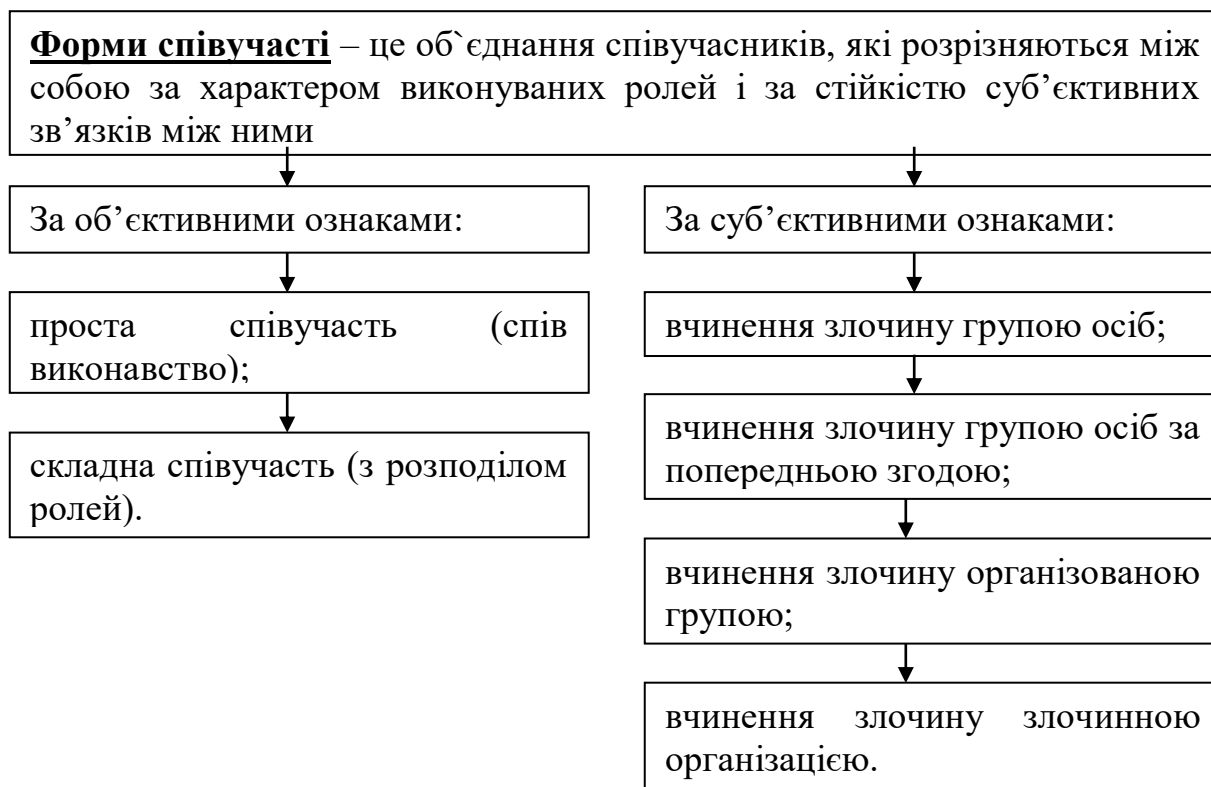 Форми співучасті – це об`єднання співучасників, які розрізняються між
собою за характером виконуваних ролей і за стійкістю суб’єктивних
зв’язків між ними
За об’єктивними ознаками:
проста співучасть (спів
виконавство);
складна співучасть (з розподілом
ролей).
За суб’єктивними ознаками:
вчинення злочину групою осіб;
вчинення злочину групою осіб за
попередньою згодою;
вчинення злочину організованою
групою;
вчинення злочину злочинною
організацією.